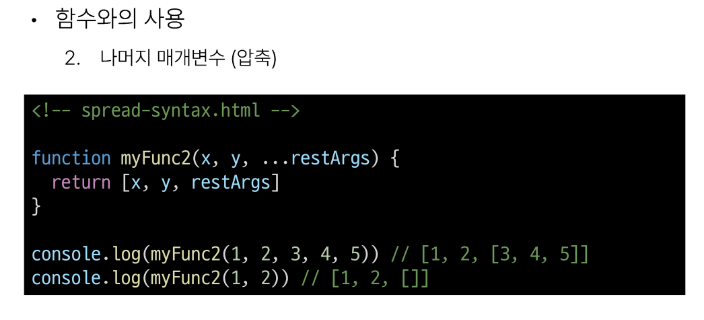 • 함수와의 사용
2. 나머지 매개변수 (압축)
<!-- spread-syntax.html -->
function myFunc2(x, y, ...restArgs) {
  return [x, y, restArgs]
}
console.log(myFunc2(1, 2, 3, 4, 5)) // [1, 2, [3, 4, 5]]
console.log(myFunc2(1, 2)) // [1, 2, []]